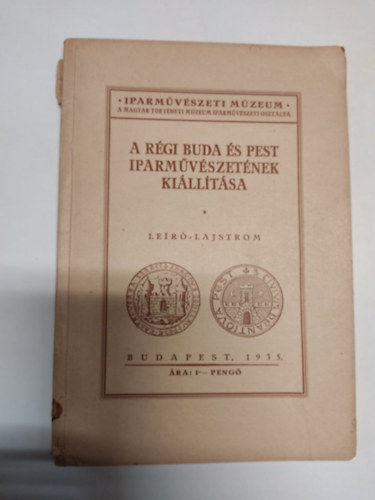 • IPARMŰVÉSZETI MÚZEUM •
A MAGYAR TÖRTÉNETI MÚZEUM IPARMŰVÉSZETI OSZTÁLYA
A RÉGI BUDA ÉS PEST
IPARMŰVÉSZETÉNEK
KIÁLLÍTÁSA
LEÍRÓ-LAJSTROM
BUDAPEST, 1935.
ÁRA: 1·— PENGŐ